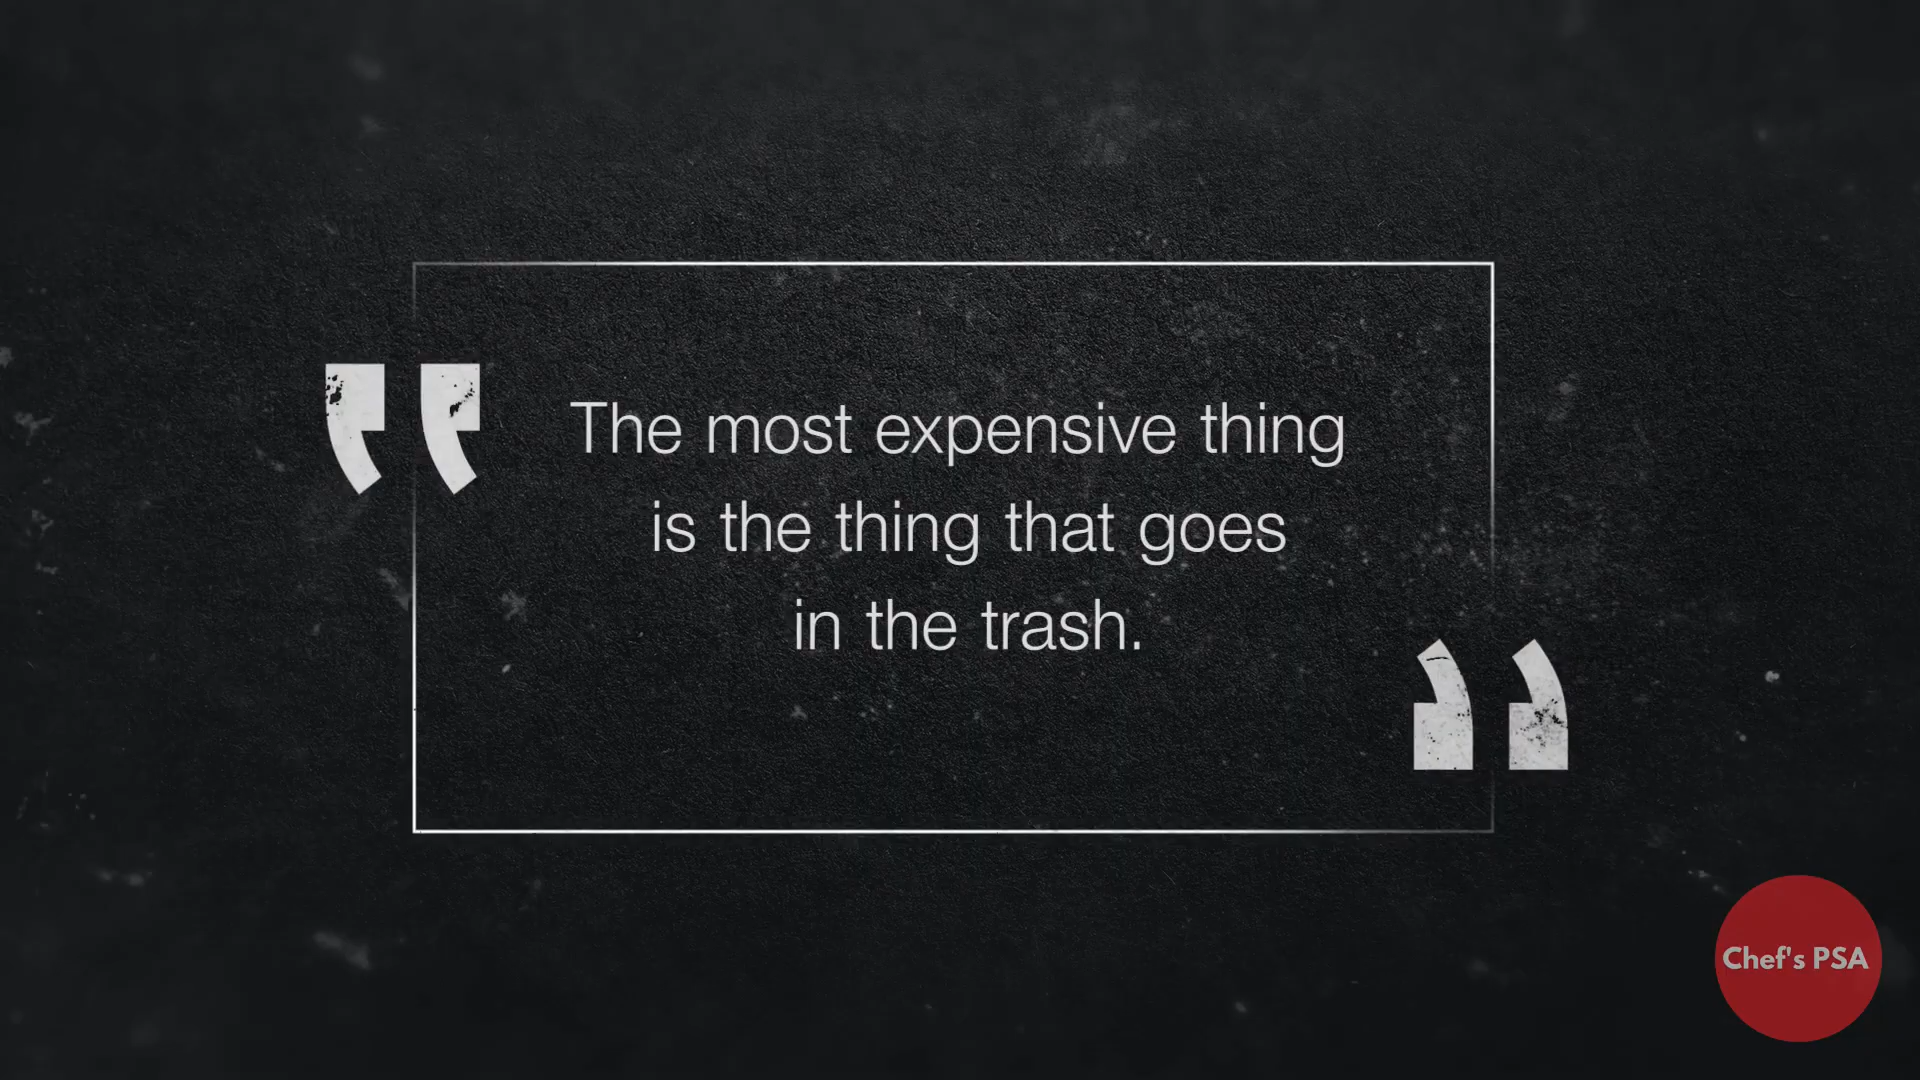 The most expensive thing
is the thing that goes
in the trash.
Chef's PSA